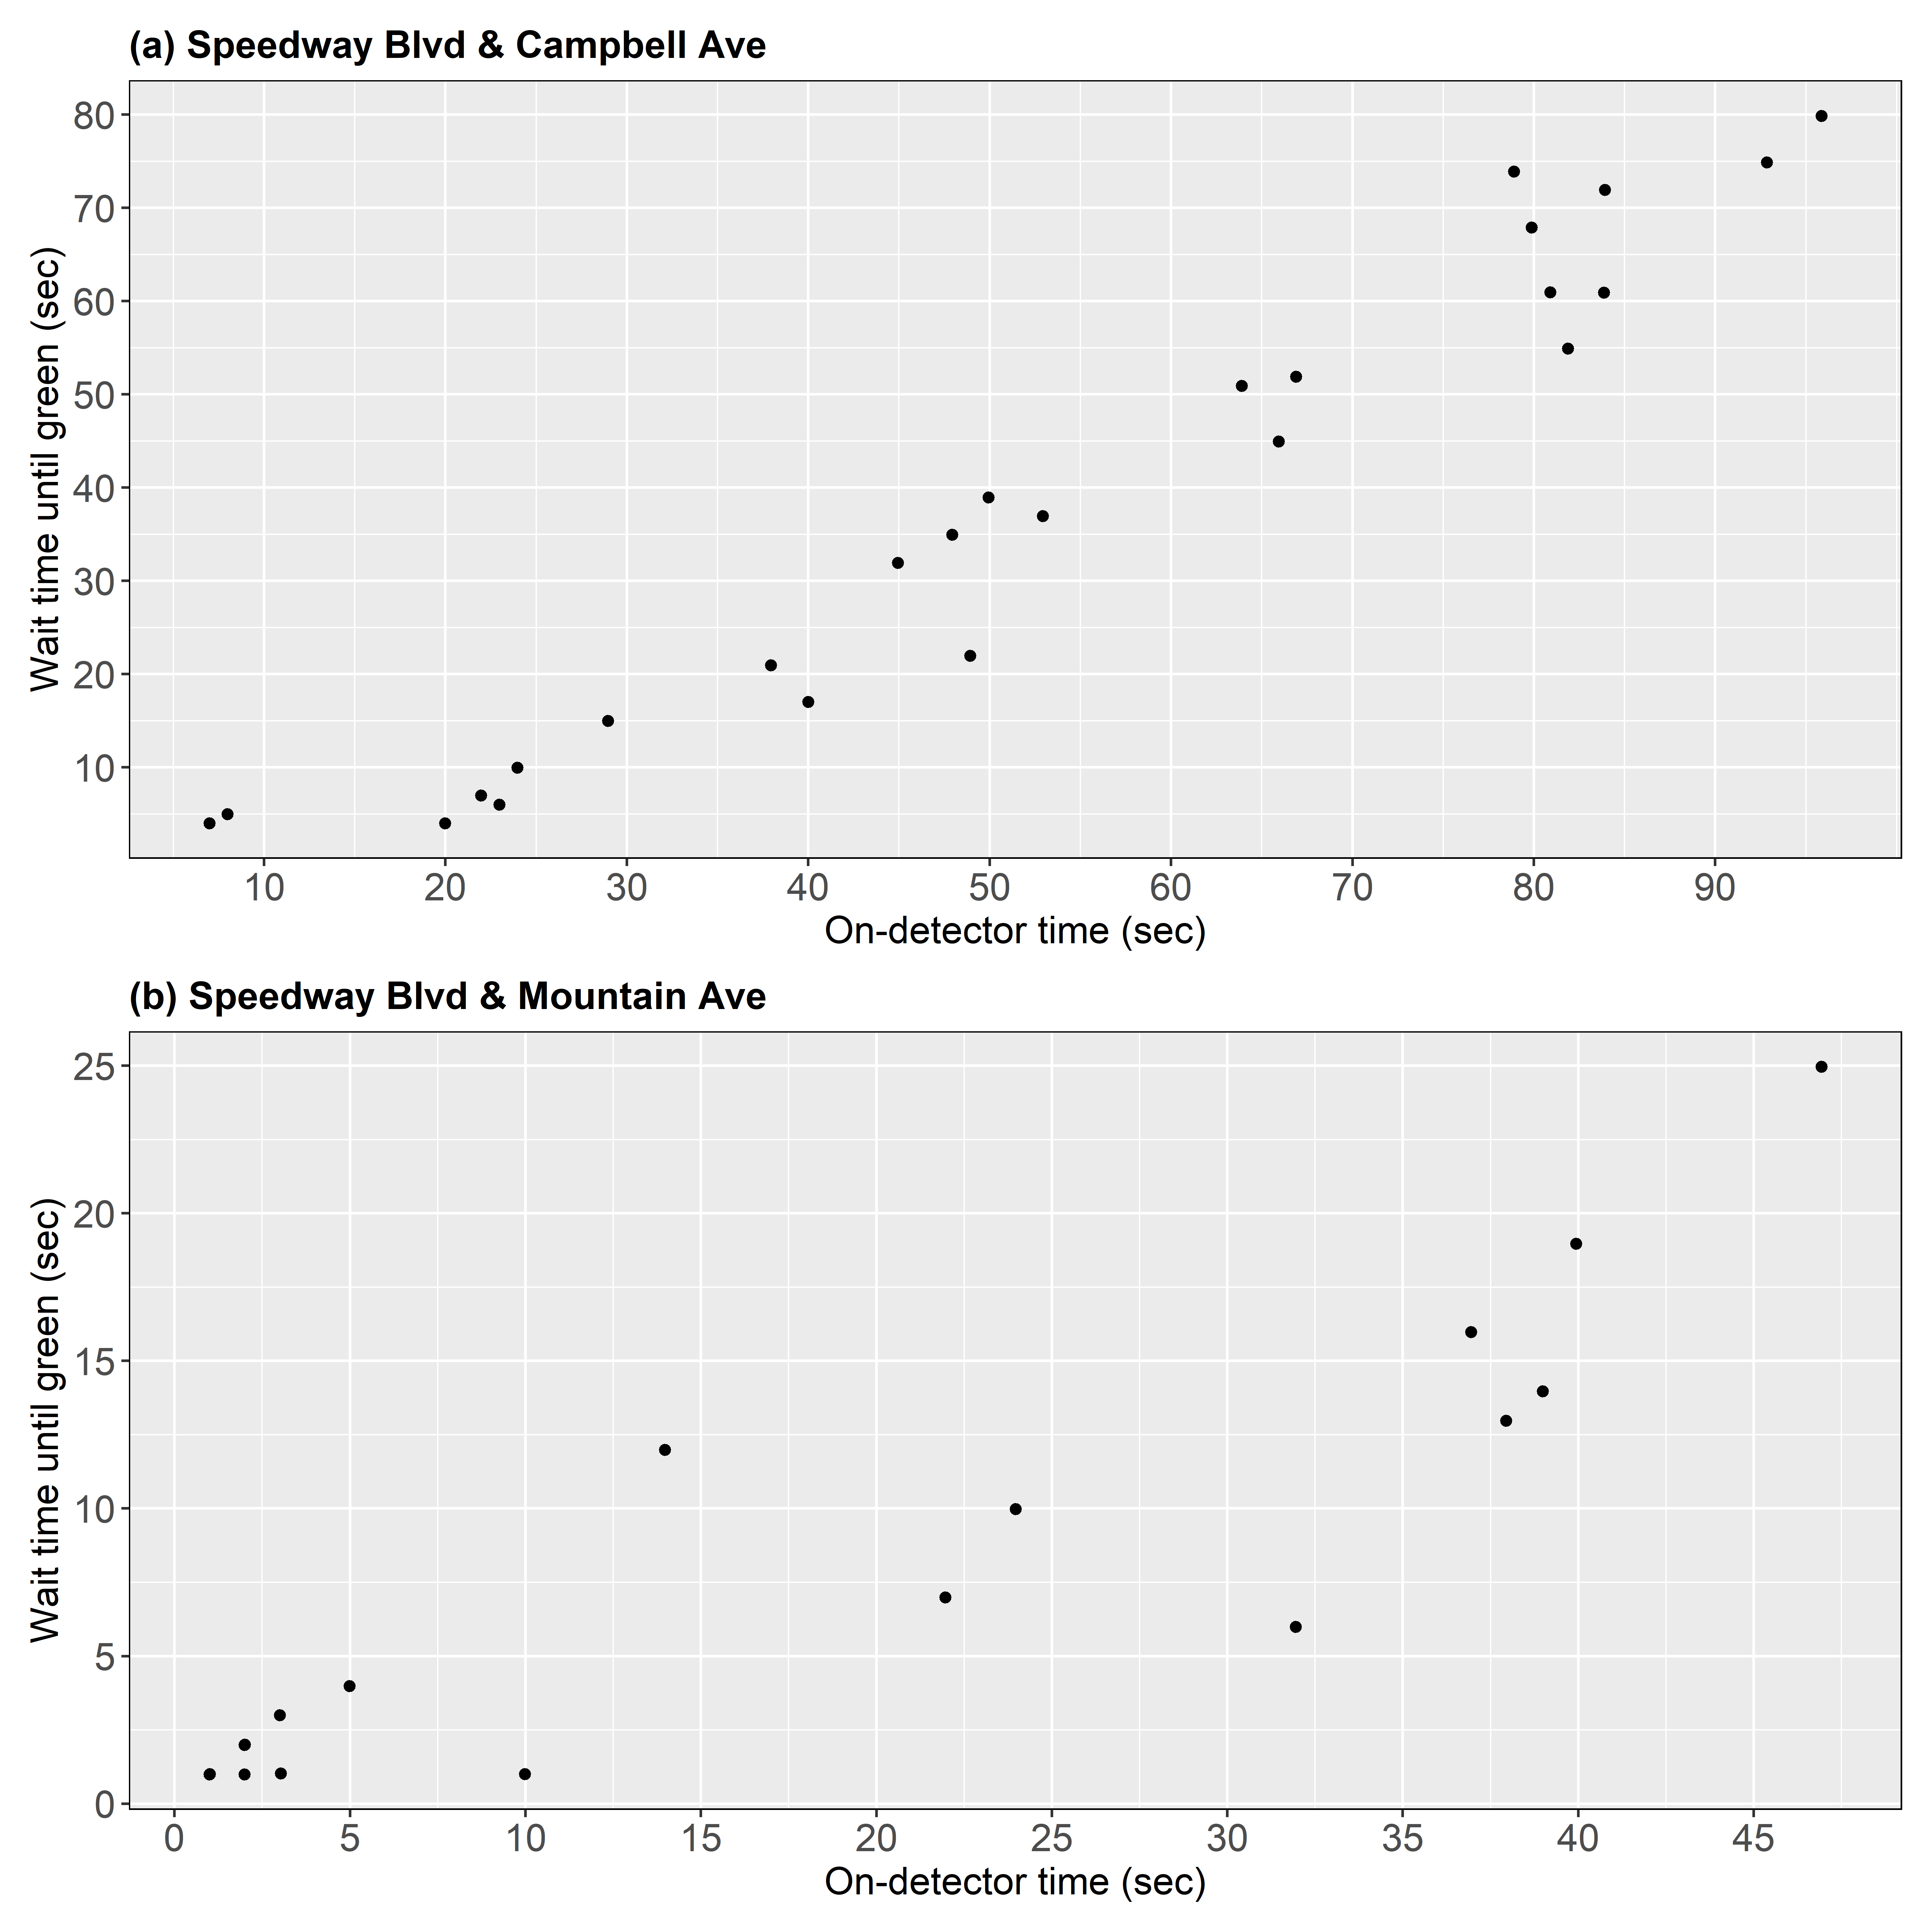 (a) Speedway Blvd & Campbell Ave
Wait time until green (sec)
80
70
60
50
40
30
20
10
10 20 30 40 50 60 70 80 90
On-detector time (sec)
(b) Speedway Blvd & Mountain Ave
Wait time until green (sec)
25
20
15
10
5
0
0 5 10 15 20 25 30 35 40 45
On-detector time (sec)